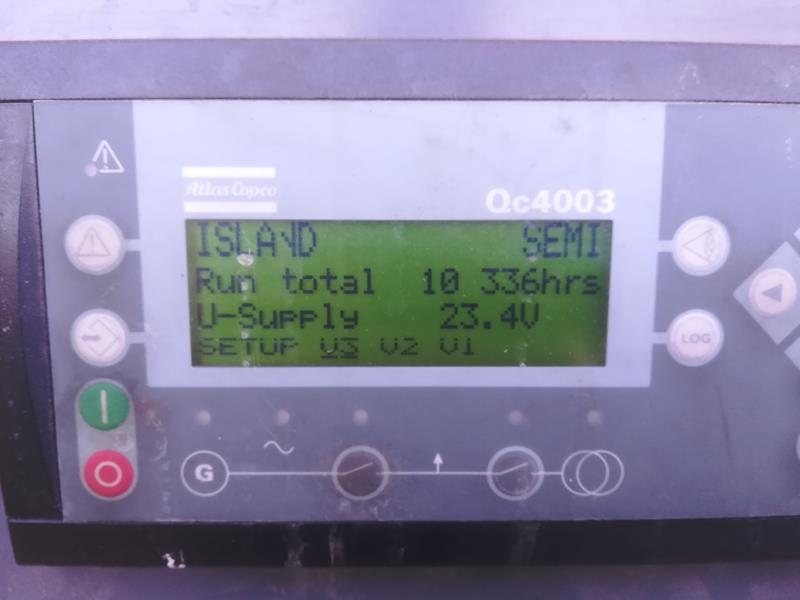 Atlas Copco
Qc4003
ISLAND SEMI
Run total 10 336hrs
U-Supply 23.4V
SETUP V3 V2 V1
LOG
G